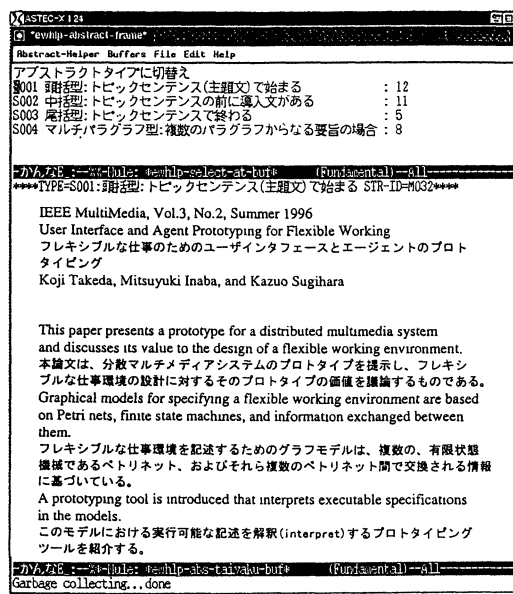 ASTEC-X 124
*ewhlp-abstract-frame*
Abstract-Helper Buffers File Edit Help
アブストラクトタイプに切替え
S001 頭括型:トピックセンテンス(主題文)で始まる : 12
S002 中括型:トピックセンテンスの前に導入文がある : 11
S003 尾括型:トピックセンテンスで終わる : 5
S004 マルチパラグラフ型:複数のパラグラフからなる要旨の場合 : 8
-かんなE_:--%*-Mule: *ewhlp-select-at-buf* (Fundamental)--All
****TYPE=S001:頭括型:トピックセンテンス(主題文)で始まる STR-ID=M032****
IEEE MultiMedia, Vol.3, No.2, Summer 1996
User Interface and Agent Prototyping for Flexible Working
フレキシブルな仕事のためのユーザインタフェースとエージェントのプロト
タイピング
Koji Takeda, Mitsuyuki Inaba, and Kazuo Sugihara
This paper presents a prototype for a distributed multimedia system
and discusses its value to the design of a flexible working environment.
本論文は、分散マルチメディアシステムのプロトタイプを提示し、フレキシ
ブルな仕事環境の設計に対するそのプロトタイプの価値を議論するものである。
Graphical models for specifying a flexible working environment are based
on Petri nets, finite state machines, and information exchanged between
them.
フレキシブルな仕事環境を記述するためのグラフモデルは、複数の、有限状態
機械であるペトリネット、およびそれら複数のペトリネット間で交換される情報
に基づいている。
A prototyping tool is introduced that interprets executable specifications
in the models.
このモデルにおける実行可能な記述を解釈(interpret)するプロトタイピング
ツールを紹介する。
-かんなE_:--%*-Mule: *ewhlp-abs-taiyaku-buf* (Fundamental)--All
Garbage collecting...done